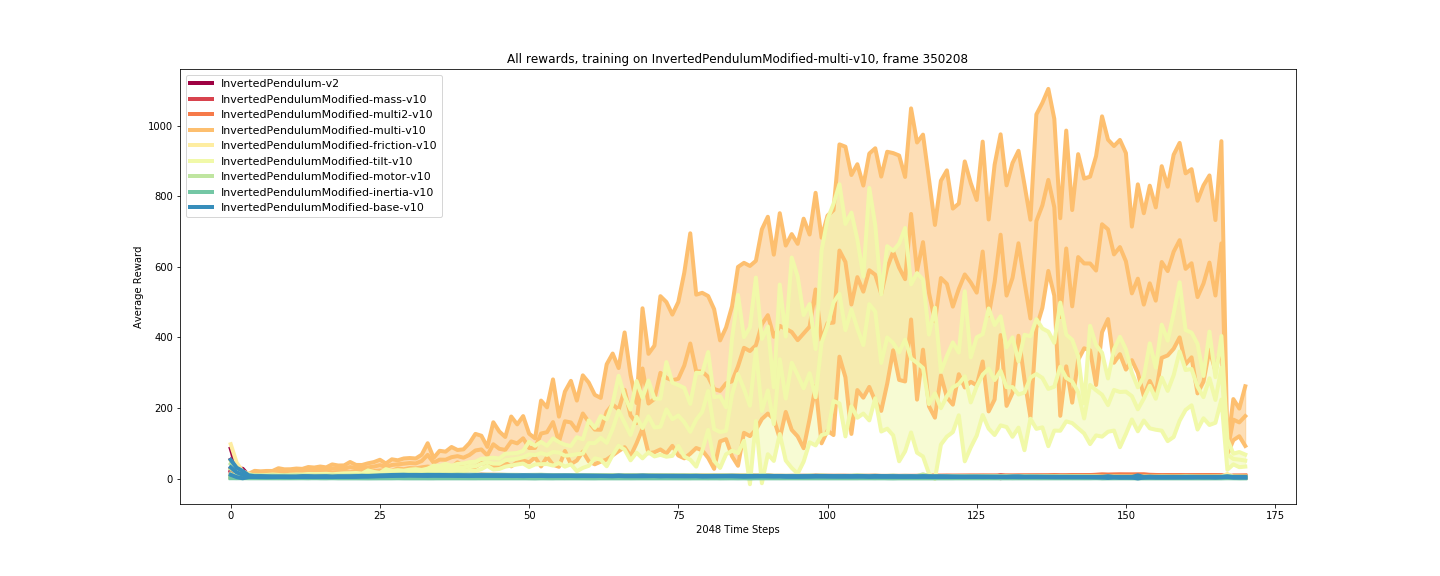 All rewards, training on InvertedPendulumModified-multi-v10, frame 350208
InvertedPendulum-v2
InvertedPendulumModified-mass-v10
InvertedPendulumModified-multi2-v10
InvertedPendulumModified-multi-v10
InvertedPendulumModified-friction-v10
InvertedPendulumModified-tilt-v10
InvertedPendulumModified-motor-v10
InvertedPendulumModified-inertia-v10
InvertedPendulumModified-base-v10
Average Reward
1000
800
600
400
200
0
0 25 50 75 100 125 150 175
2048 Time Steps